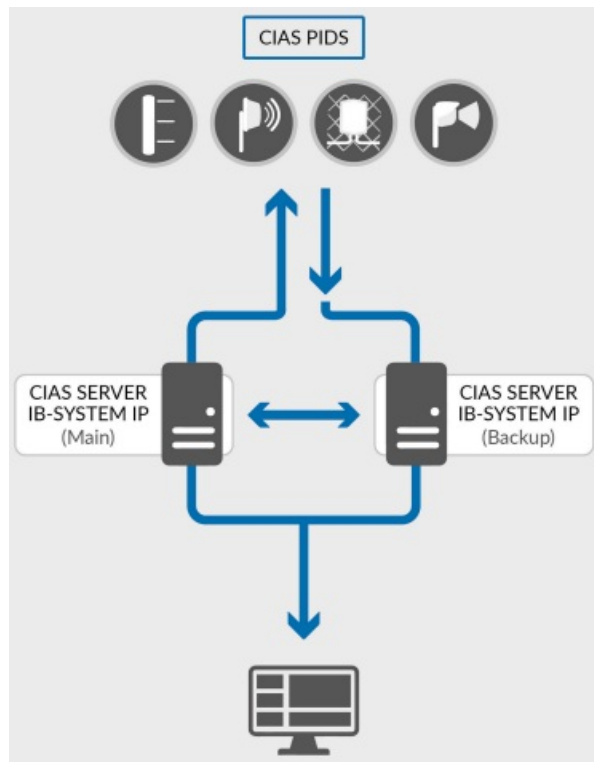 CIAS PIDS
CIAS SERVER
IB-SYSTEM IP
(Main)
CIAS SERVER
IB-SYSTEM IP
(Backup)